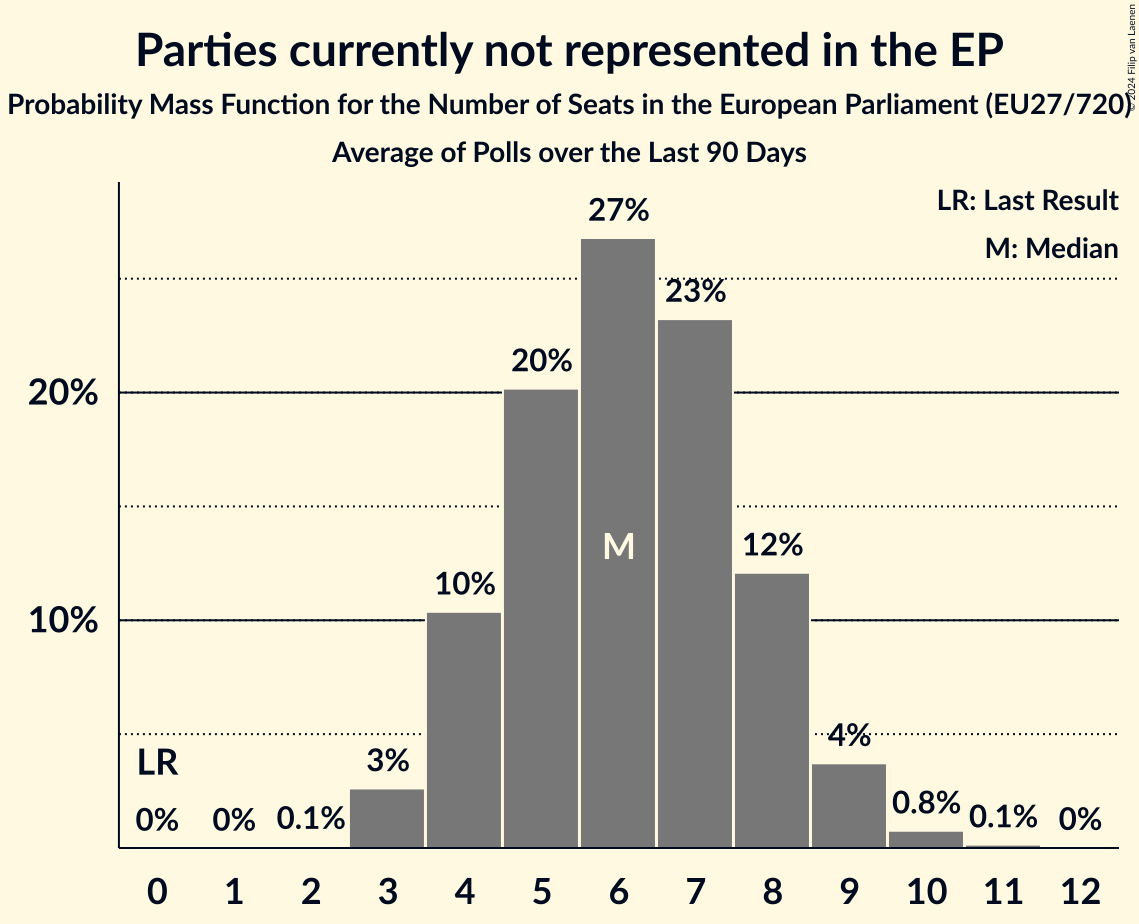 Parties currently not represented in the EP
© 2024 Filip van Laenen
Probability Mass Function for the Number of Seats in the European Parliament (EU27/720)
Average of Polls over the Last 90 Days
LR: Last Result
M: Median
27%
23%
20%
20%
M
12%
10%
10%
4%
LR
3%
0%
0%
0.1%
0.8%
0.1%
0%
0 1 2 3 4 5 6 7 8 9 10 11 12